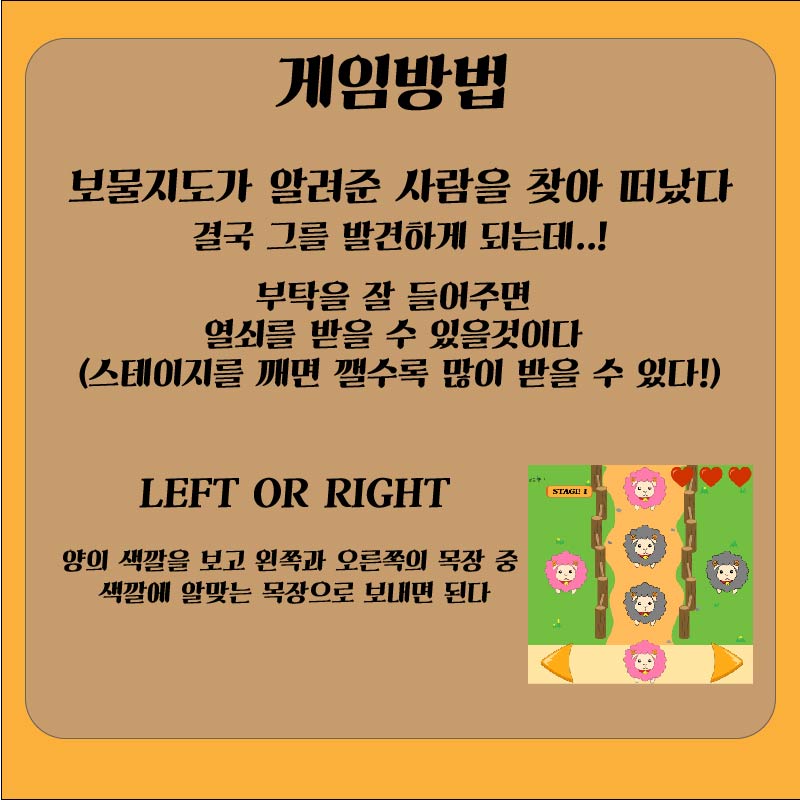 게임방법
보물지도가 알려준 사람을 찾아 떠났다
결국 그를 발견하게 되는데..!
부탁을 잘 들어주면
열쇠를 받을 수 있을것이다
(스테이지를 깨면 깰수록 많이 받을 수 있다!)
LEFT OR RIGHT
양의 색깔을 보고 왼쪽과 오른쪽의 목장 중
색깔에 알맞는 목장으로 보내면 된다
STAGE 1